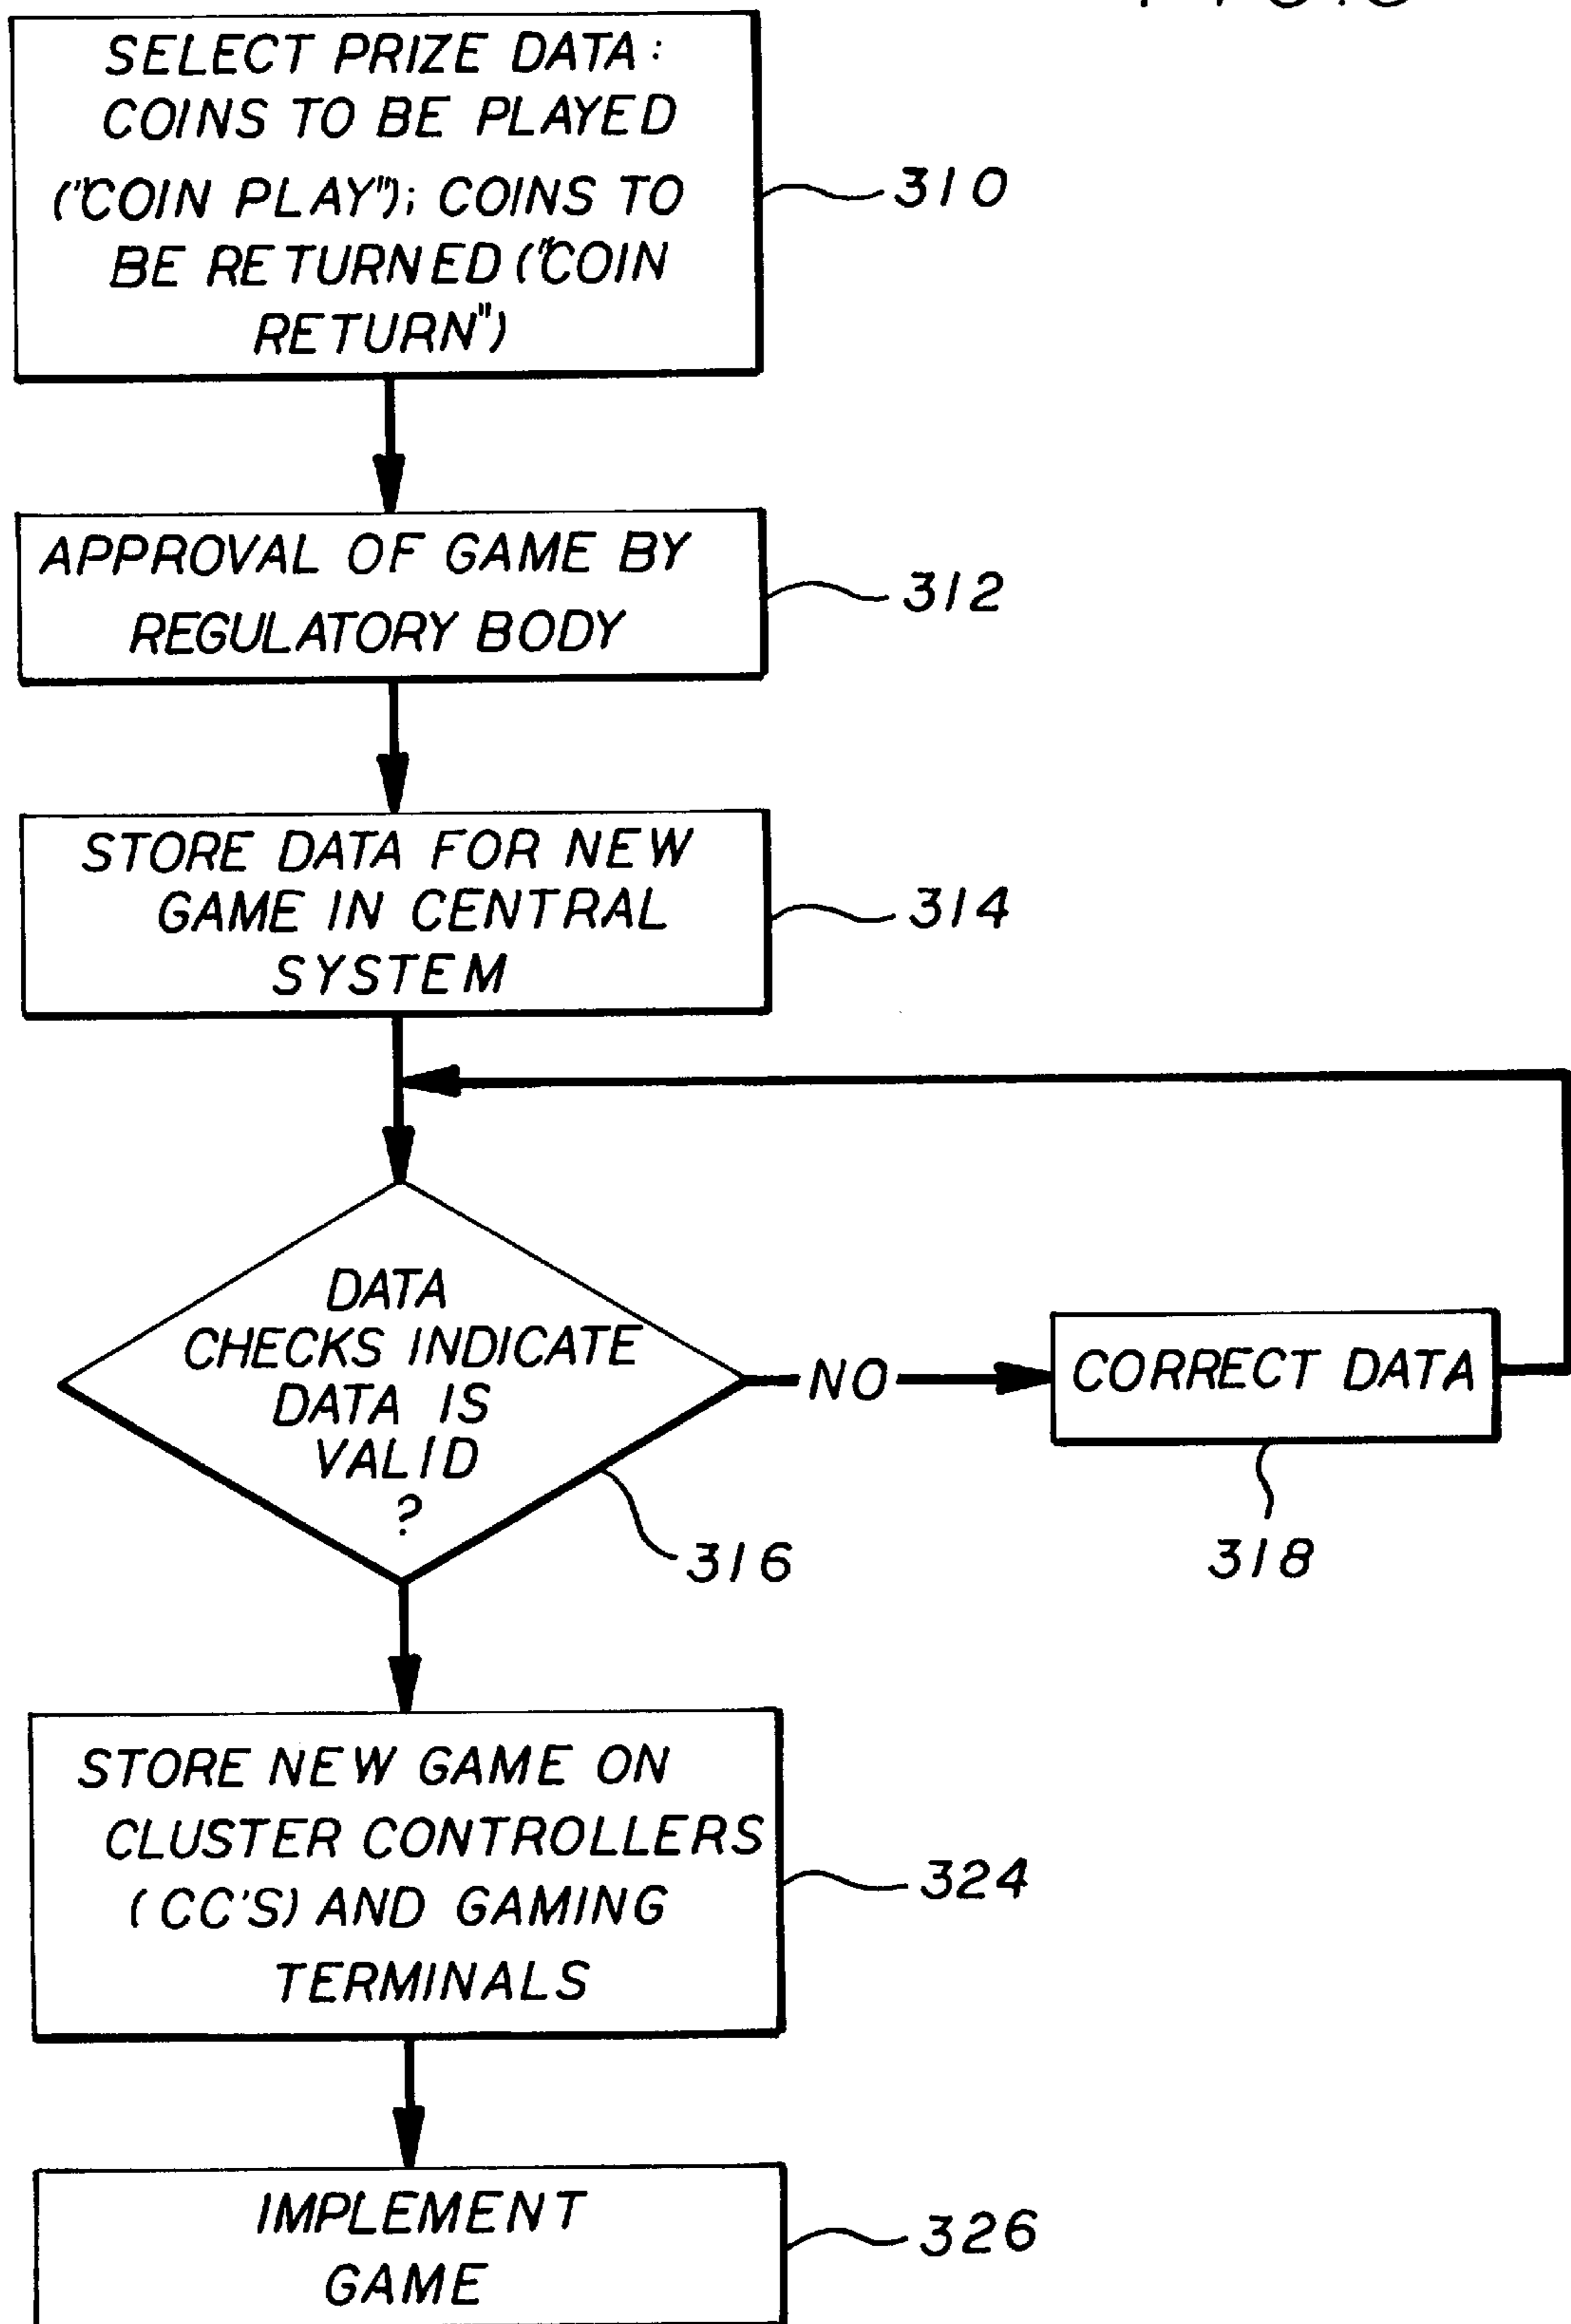 SELECT PRIZE DATA:
COINS TO BE PLAYED
("COIN PLAY"); COINS TO
BE RETURNED ("COIN
RETURN")
310
APPROVAL OF GAME BY
REGULATORY BODY
312
STORE DATA FOR NEW
GAME IN CENTRAL
SYSTEM
314
DATA
CHECKS INDICATE
DATA IS
VALID
?
316
NO
CORRECT DATA
318
STORE NEW GAME ON
CLUSTER CONTROLLERS
(CC'S) AND GAMING
TERMINALS
324
IMPLEMENT
GAME
326